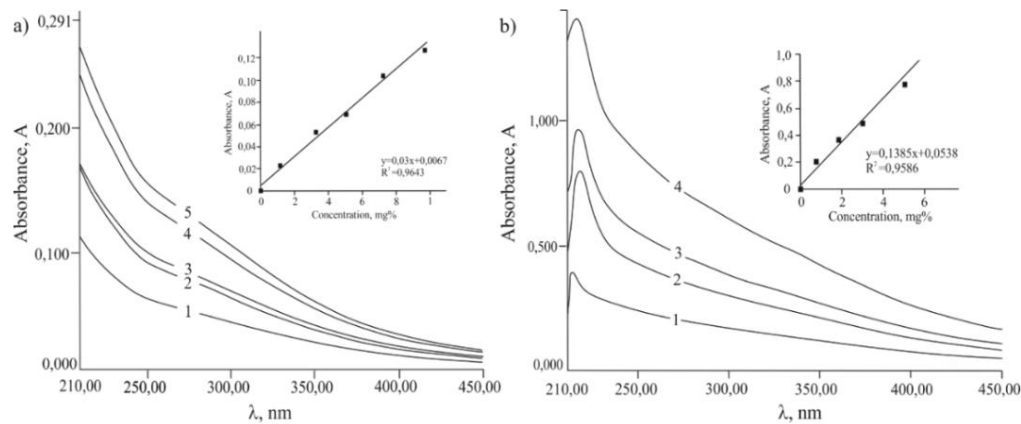 a)
0,291
0,200
0,100
0,000
Absorbance, A
210,00 250,00 300,00 350,00 400,00 450,00
λ, nm
5
4
3
2
1
0,12
0,10
0,08
0,06
0,04
0,02
0
Absorbance, A
0 2 4 6 8 1
Concentration, mg%
y=0,03x+0,0067
R²=0,9643
b)
1,000
0,500
0,000
Absorbance, A
210,00 250,00 300,00 350,00 400,00 450,00
λ, nm
4
3
2
1
1,0
0,8
0,6
0,4
0,2
0
Absorbance, A
0 2 4 6
Concentration, mg%
y=0,1385x+0,0538
R²=0,9586